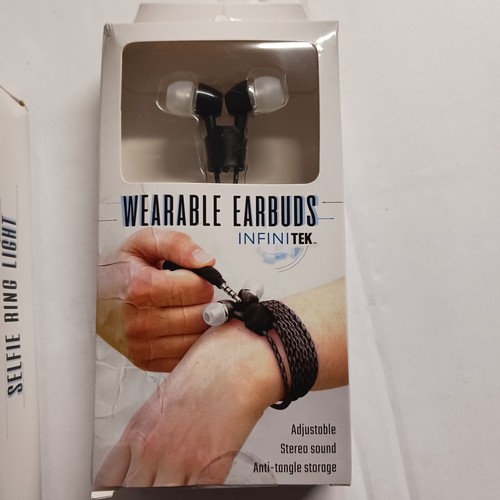 WEARABLE EARBUDS
INFINITEK
Adjustable
Stereo sound
Anti-tangle storage
SELFIE RING LIGHT